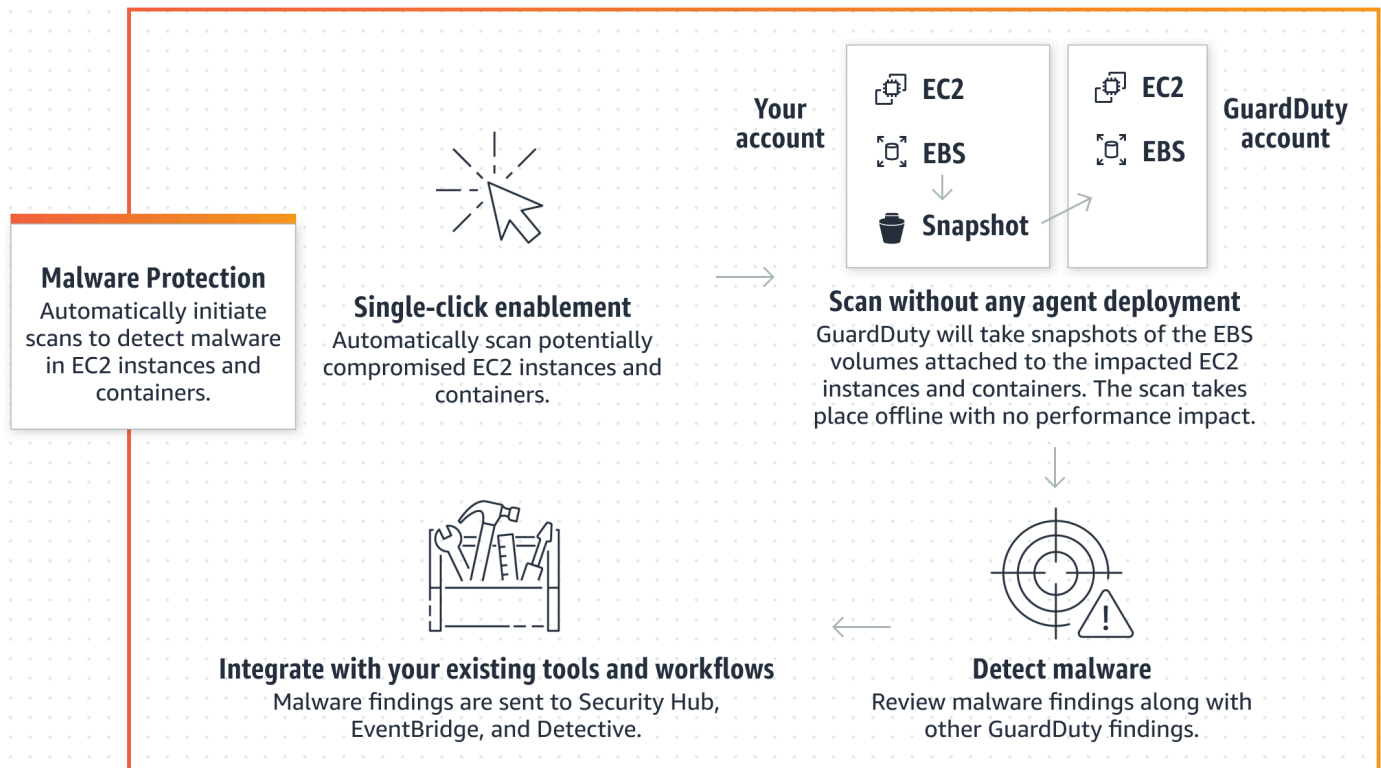 Malware Protection
Automatically initiate
scans to detect malware
in EC2 instances and
containers.
Single-click enablement
Automatically scan potentially
compromised EC2 instances and
containers.
Your
account
EC2
EBS
Snapshot
EC2
EBS
GuardDuty
account
Scan without any agent deployment
GuardDuty will take snapshots of the EBS
volumes attached to the impacted EC2
instances and containers. The scan takes
place offline with no performance impact.
Detect malware
Review malware findings along with
other GuardDuty findings.
Integrate with your existing tools and workflows
Malware findings are sent to Security Hub,
EventBridge, and Detective.